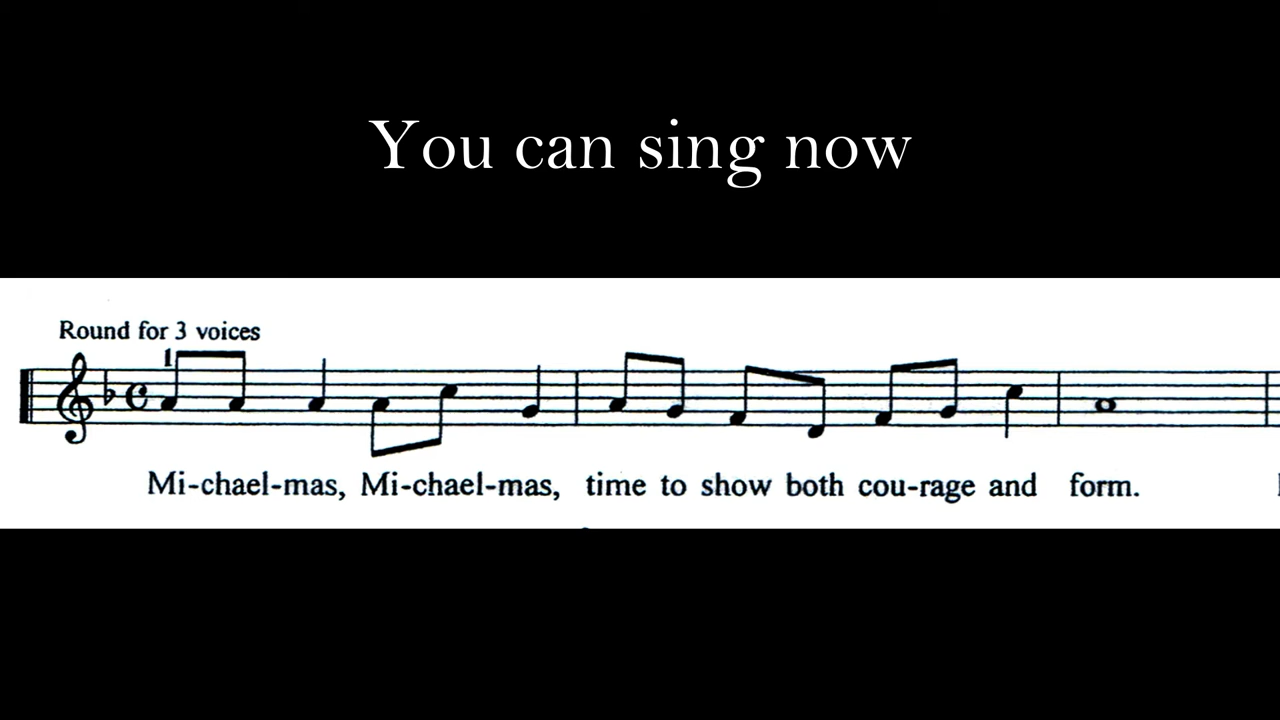 You can sing now
Round for 3 voices
1
Mi-chael-mas, Mi-chael-mas, time to show both cou-rage and form.